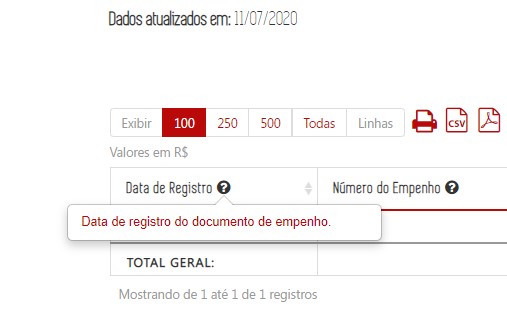 Dados atualizados em: 11/07/2020
Exibir 100 250 500 Todas Linhas CSV
Valores em R$
Data de Registro ? Número do Empenho ?
Data de registro do documento de empenho.
TOTAL GERAL:
Mostrando de 1 até 1 de 1 registros